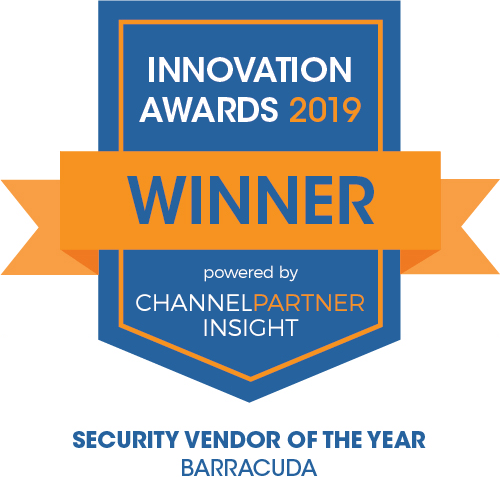 INNOVATION
AWARDS 2019
WINNER
powered by
CHANNELPARTNER
INSIGHT
SECURITY VENDOR OF THE YEAR
BARRACUDA